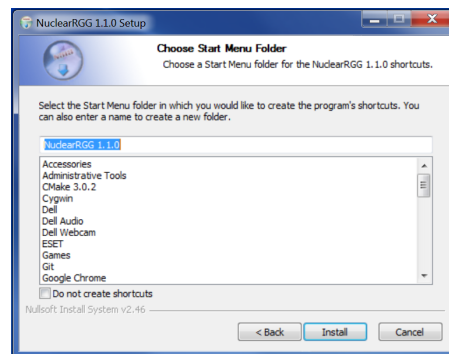 NuclearRGG 1.1.0 Setup
Choose Start Menu Folder
Choose a Start Menu folder for the NuclearRGG 1.1.0 shortcuts.
Select the Start Menu folder in which you would like to create the program's shortcuts. You
can also enter a name to create a new folder.
NuclearRGG 1.1.0
Accessories
Administrative Tools
CMake 3.0.2
Cygwin
Dell
Dell Audio
Dell Webcam
ESET
Games
Git
Google Chrome
Do not create shortcuts
Nullsoft Install System v2.46
< Back
Install
Cancel